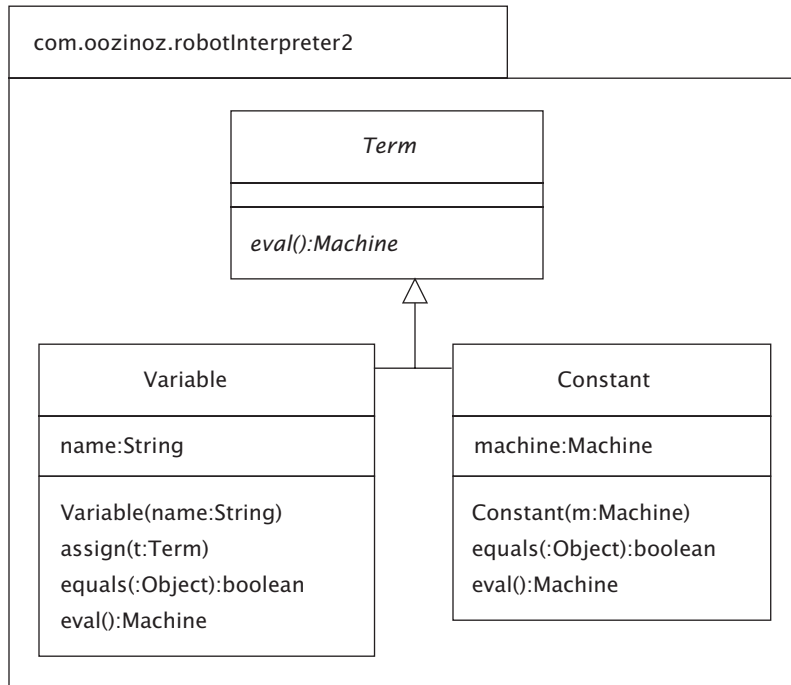 com.oozinoz.robotInterpreter2
Term
eval():Machine
Variable
name:String
Variable(name:String)
assign(t:Term)
equals(:Object):boolean
eval():Machine
Constant
machine:Machine
Constant(m:Machine)
equals(:Object):boolean
eval():Machine